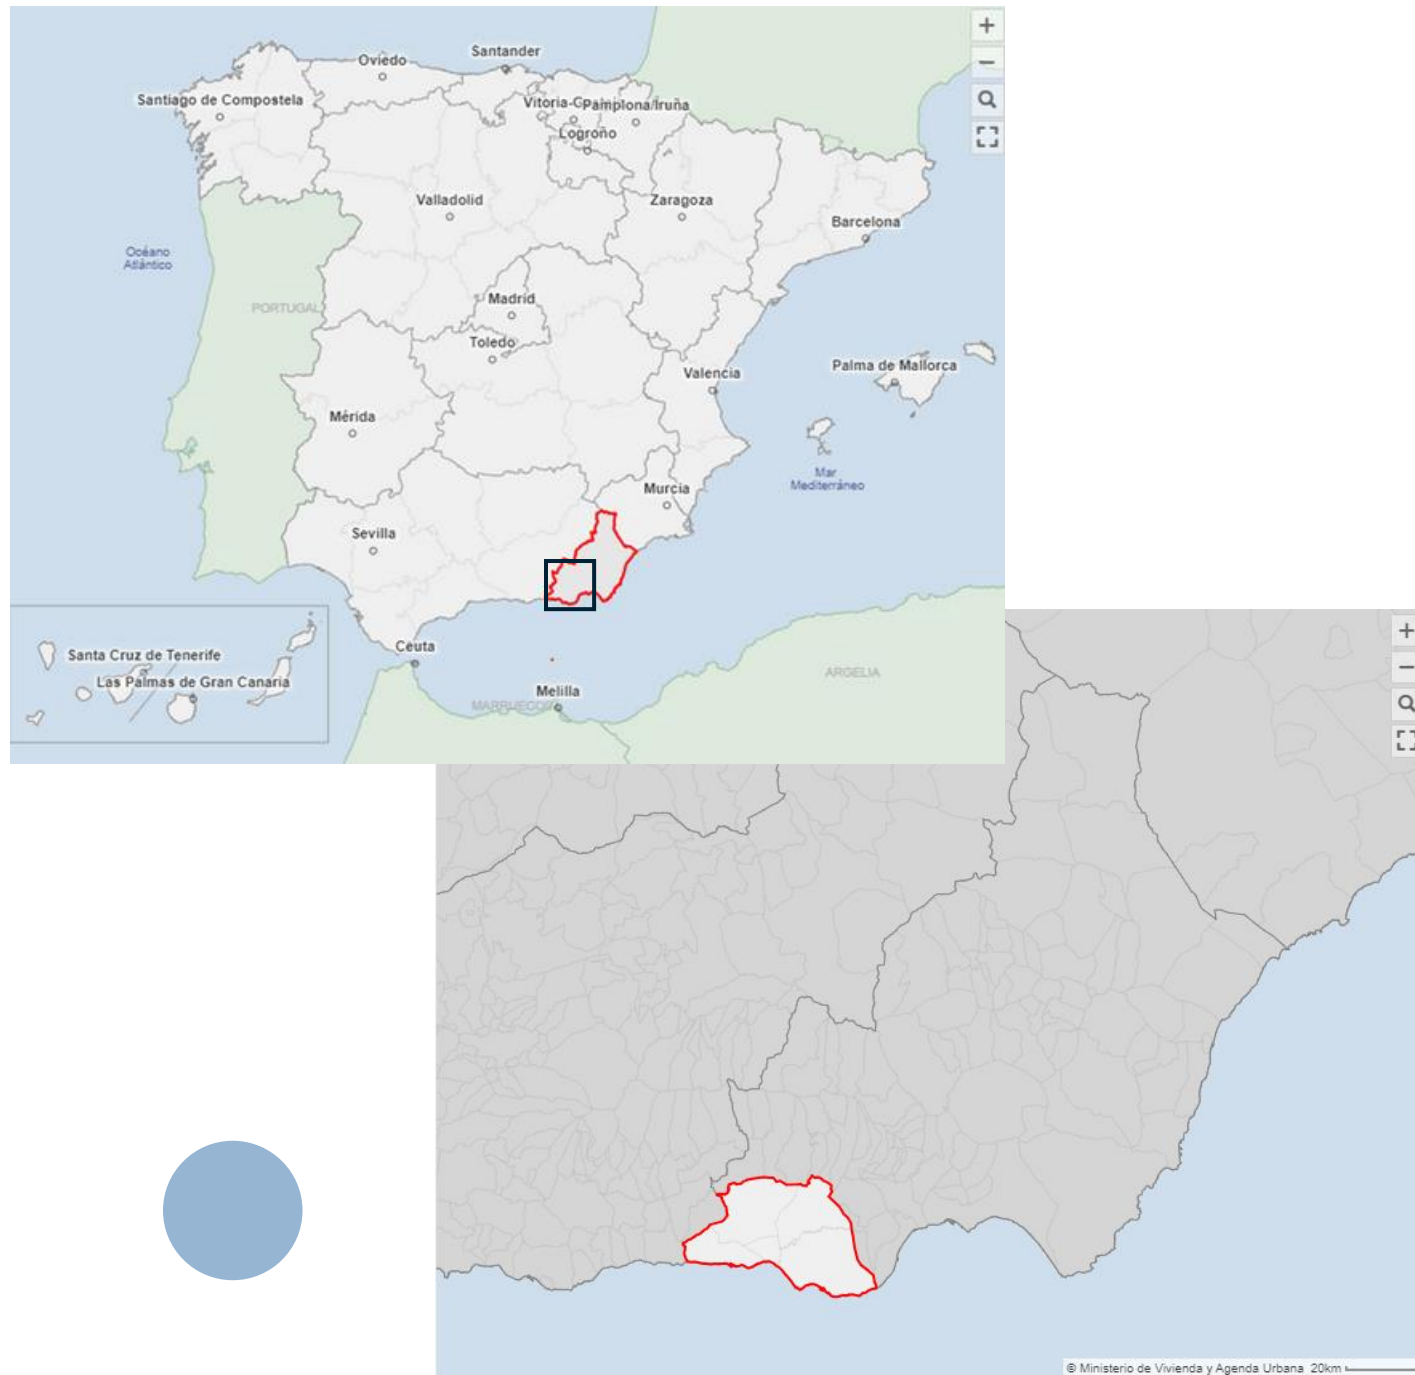 Santander
Oviedo
Santiago de Compostela
Vitoria-G
Pamplona/Iruña
Logroño
Valladolid
Zaragoza
Barcelona
Océano
Atlántico
PORTUGAL
Madrid
Toledo
Valencia
Palma de Mallorca
Mérida
Mar
Mediterráneo
Murcia
Sevilla
Ceuta
Santa Cruz de Tenerife
Las Palmas de Gran Canaria
Melilla
MARRUECOS
ARGELIA
© Ministerio de Vivienda y Agenda Urbana 20km